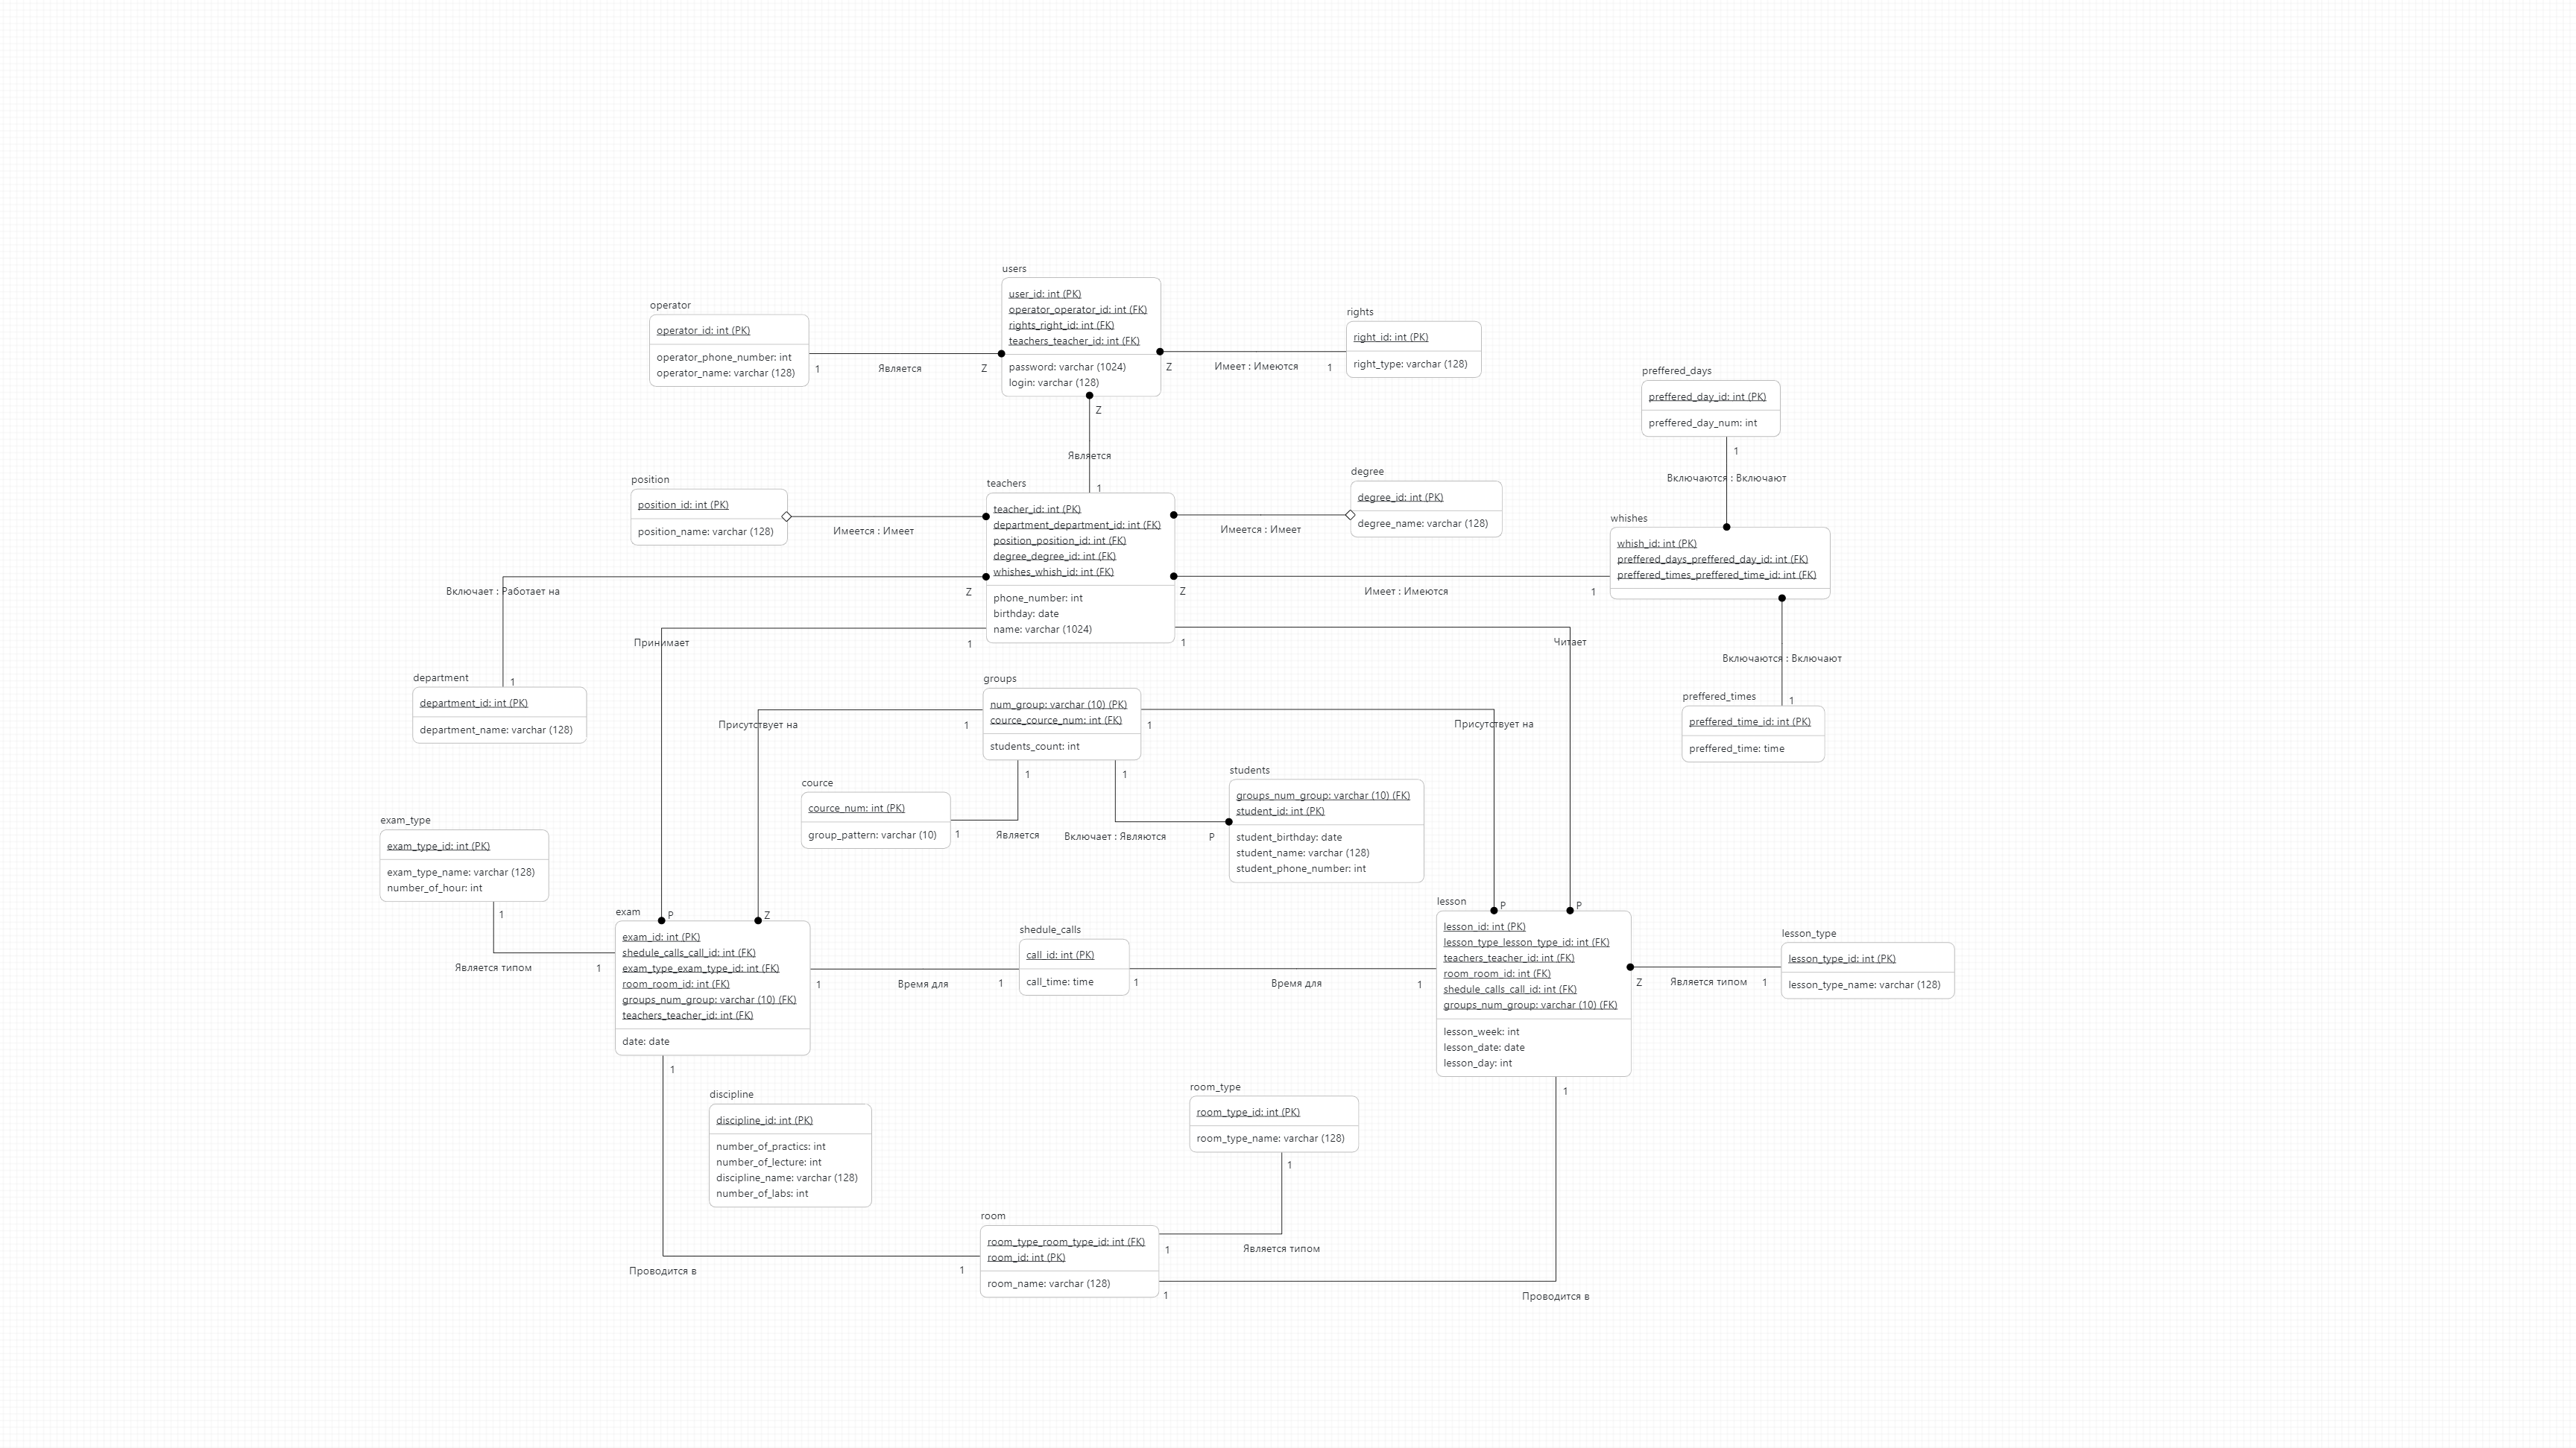 users
user_id: int (PK)
operator_operator_id: int (FK)
rights_right_id: int (FK)
teachers_teacher_id: int (FK)
password: varchar (1024)
login: varchar (128)
operator
operator_id: int (PK)
operator_phone_number: int
operator_name: varchar (128)
1
Является
Z
rights
right_id: int (PK)
right_type: varchar (128)
Z
Имеет : Имеются
1
Z
Является
1
preffered_days
preffered_day_id: int (PK)
preffered_day_num: int
1
Включаются : Включают
position
position_id: int (PK)
position_name: varchar (128)
Имеется : Имеет
teachers
teacher_id: int (PK)
department_department_id: int (FK)
position_position_id: int (FK)
degree_degree_id: int (FK)
whishes_whish_id: int (FK)
phone_number: int
birthday: date
name: varchar (1024)
degree
degree_id: int (PK)
degree_name: varchar (128)
Имеется : Имеет
whishes
whish_id: int (PK)
preffered_days_preffered_day_id: int (FK)
preffered_times_preffered_time_id: int (FK)
Включает : Работает на
Z
Z
Имеет : Имеются
1
Принимает
1
1
Читает
Включаются : Включают
1
department
department_id: int (PK)
department_name: varchar (128)
1
preffered_times
preffered_time_id: int (PK)
preffered_time: time
groups
num_group: varchar (10) (PK)
cource_cource_num: int (FK)
students_count: int
Присутствует на
1
1
Присутствует на
1
1
cource
cource_num: int (PK)
group_pattern: varchar (10)
1
Является
Включает : Являются
P
students
groups_num_group: varchar (10) (FK)
student_id: int (PK)
student_birthday: date
student_name: varchar (128)
student_phone_number: int
exam_type
exam_type_id: int (PK)
exam_type_name: varchar (128)
number_of_hour: int
1
Является типом
1
exam
P
Z
exam_id: int (PK)
shedule_calls_call_id: int (FK)
exam_type_exam_type_id: int (FK)
room_room_id: int (FK)
groups_num_group: varchar (10) (FK)
teachers_teacher_id: int (FK)
date: date
1
Время для
1
shedule_calls
call_id: int (PK)
call_time: time
1
Время для
1
lesson
P
P
lesson_id: int (PK)
lesson_type_lesson_type_id: int (FK)
teachers_teacher_id: int (FK)
room_room_id: int (FK)
shedule_calls_call_id: int (FK)
groups_num_group: varchar (10) (FK)
lesson_week: int
lesson_date: date
lesson_day: int
Z
Является типом
1
lesson_type
lesson_type_id: int (PK)
lesson_type_name: varchar (128)
1
discipline
discipline_id: int (PK)
number_of_practics: int
number_of_lecture: int
discipline_name: varchar (128)
number_of_labs: int
room_type
room_type_id: int (PK)
room_type_name: varchar (128)
1
1
room
room_type_room_type_id: int (FK)
room_id: int (PK)
room_name: varchar (128)
1
Является типом
Проводится в
1
1
Проводится в